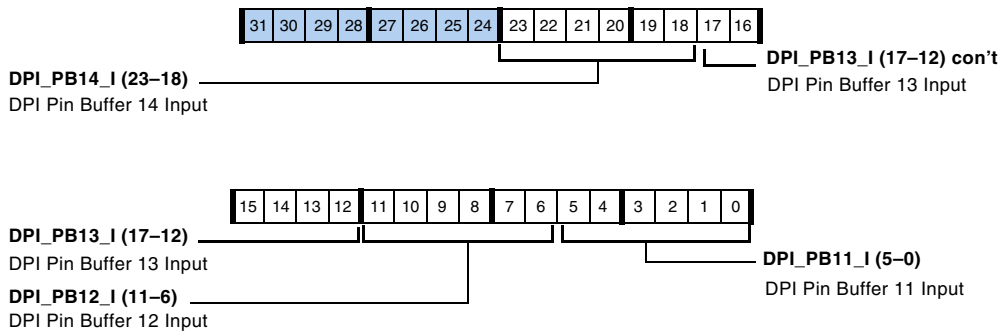 31 30 29 28 27 26 25 24 23 22 21 20 19 18 17 16
DPI_PB14_I (23–18)
DPI Pin Buffer 14 Input
DPI_PB13_I (17–12) con't
DPI Pin Buffer 13 Input
15 14 13 12 11 10 9 8 7 6 5 4 3 2 1 0
DPI_PB13_I (17–12)
DPI Pin Buffer 13 Input
DPI_PB12_I (11–6)
DPI Pin Buffer 12 Input
DPI_PB11_I (5–0)
DPI Pin Buffer 11 Input